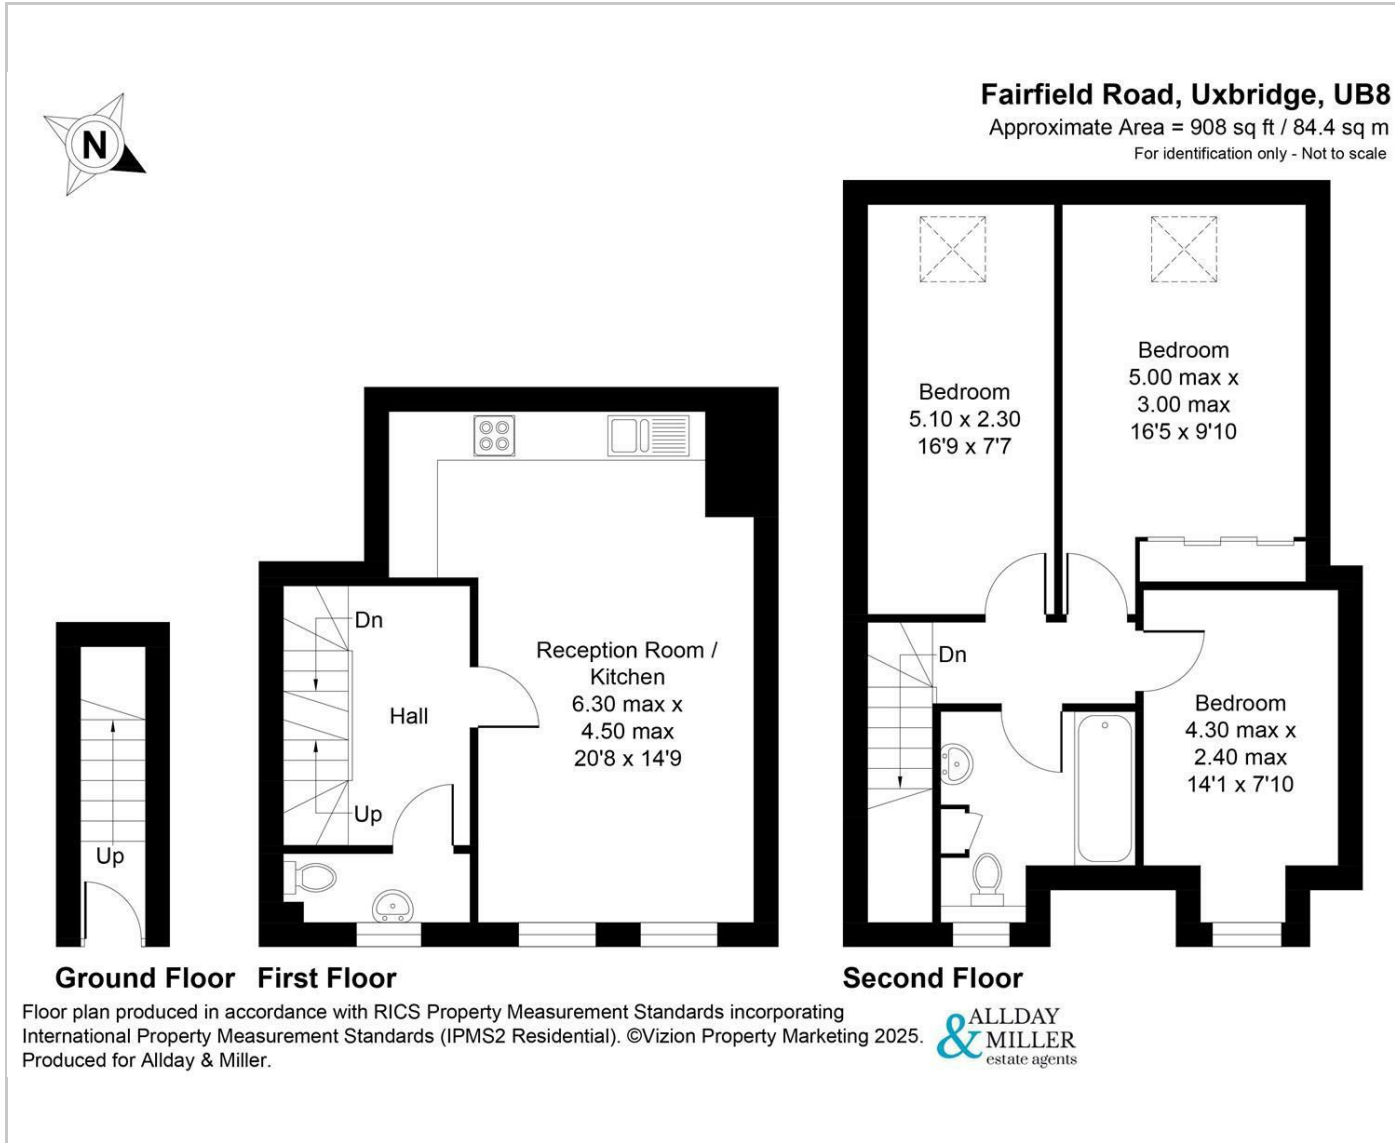 Fairfield Road, Uxbridge, UB8
Approximate Area = 908 sq ft / 84.4 sq m
For identification only - Not to scale
N
Up
Ground Floor
Dn
Hall
Up
Reception Room /
Kitchen
6.30 max x
4.50 max
20'8 x 14'9
First Floor
Bedroom
5.10 x 2.30
16'9 x 7'7
Bedroom
5.00 max x
3.00 max
16'5 x 9'10
Dn
Bedroom
4.30 max x
2.40 max
14'1 x 7'10
Second Floor
Floor plan produced in accordance with RICS Property Measurement Standards incorporating
International Property Measurement Standards (IPMS2 Residential). ©Vizion Property Marketing 2025.
Produced for Allday & Miller.
ALLDAY
& MILLER
estate agents